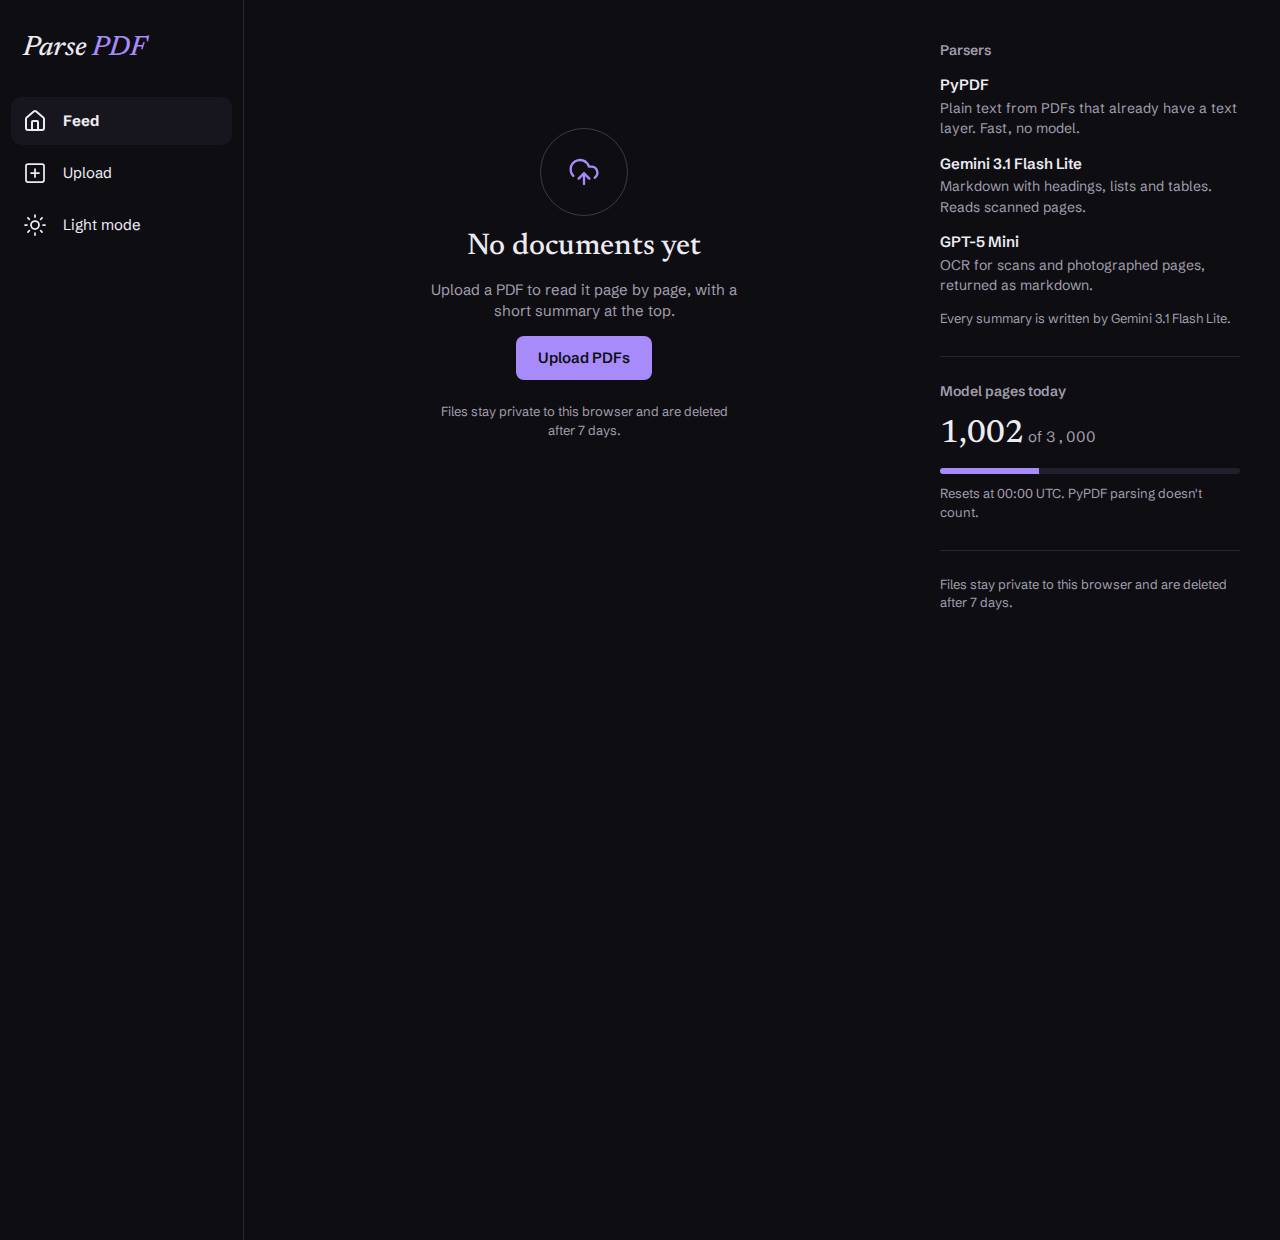 Parse PDF
Feed
Upload
Light mode
No documents yet
Upload a PDF to read it page by page, with a
short summary at the top.
Upload PDFs
Files stay private to this browser and are deleted
after 7 days.
Parsers
PyPDF
Plain text from PDFs that already have a text
layer. Fast, no model.
Gemini 3.1 Flash Lite
Markdown with headings, lists and tables.
Reads scanned pages.
GPT-5 Mini
OCR for scans and photographed pages,
returned as markdown.
Every summary is written by Gemini 3.1 Flash Lite.
Model pages today
1,002 of 3,000
Resets at 00:00 UTC. PyPDF parsing doesn't
count.
Files stay private to this browser and are deleted
after 7 days.